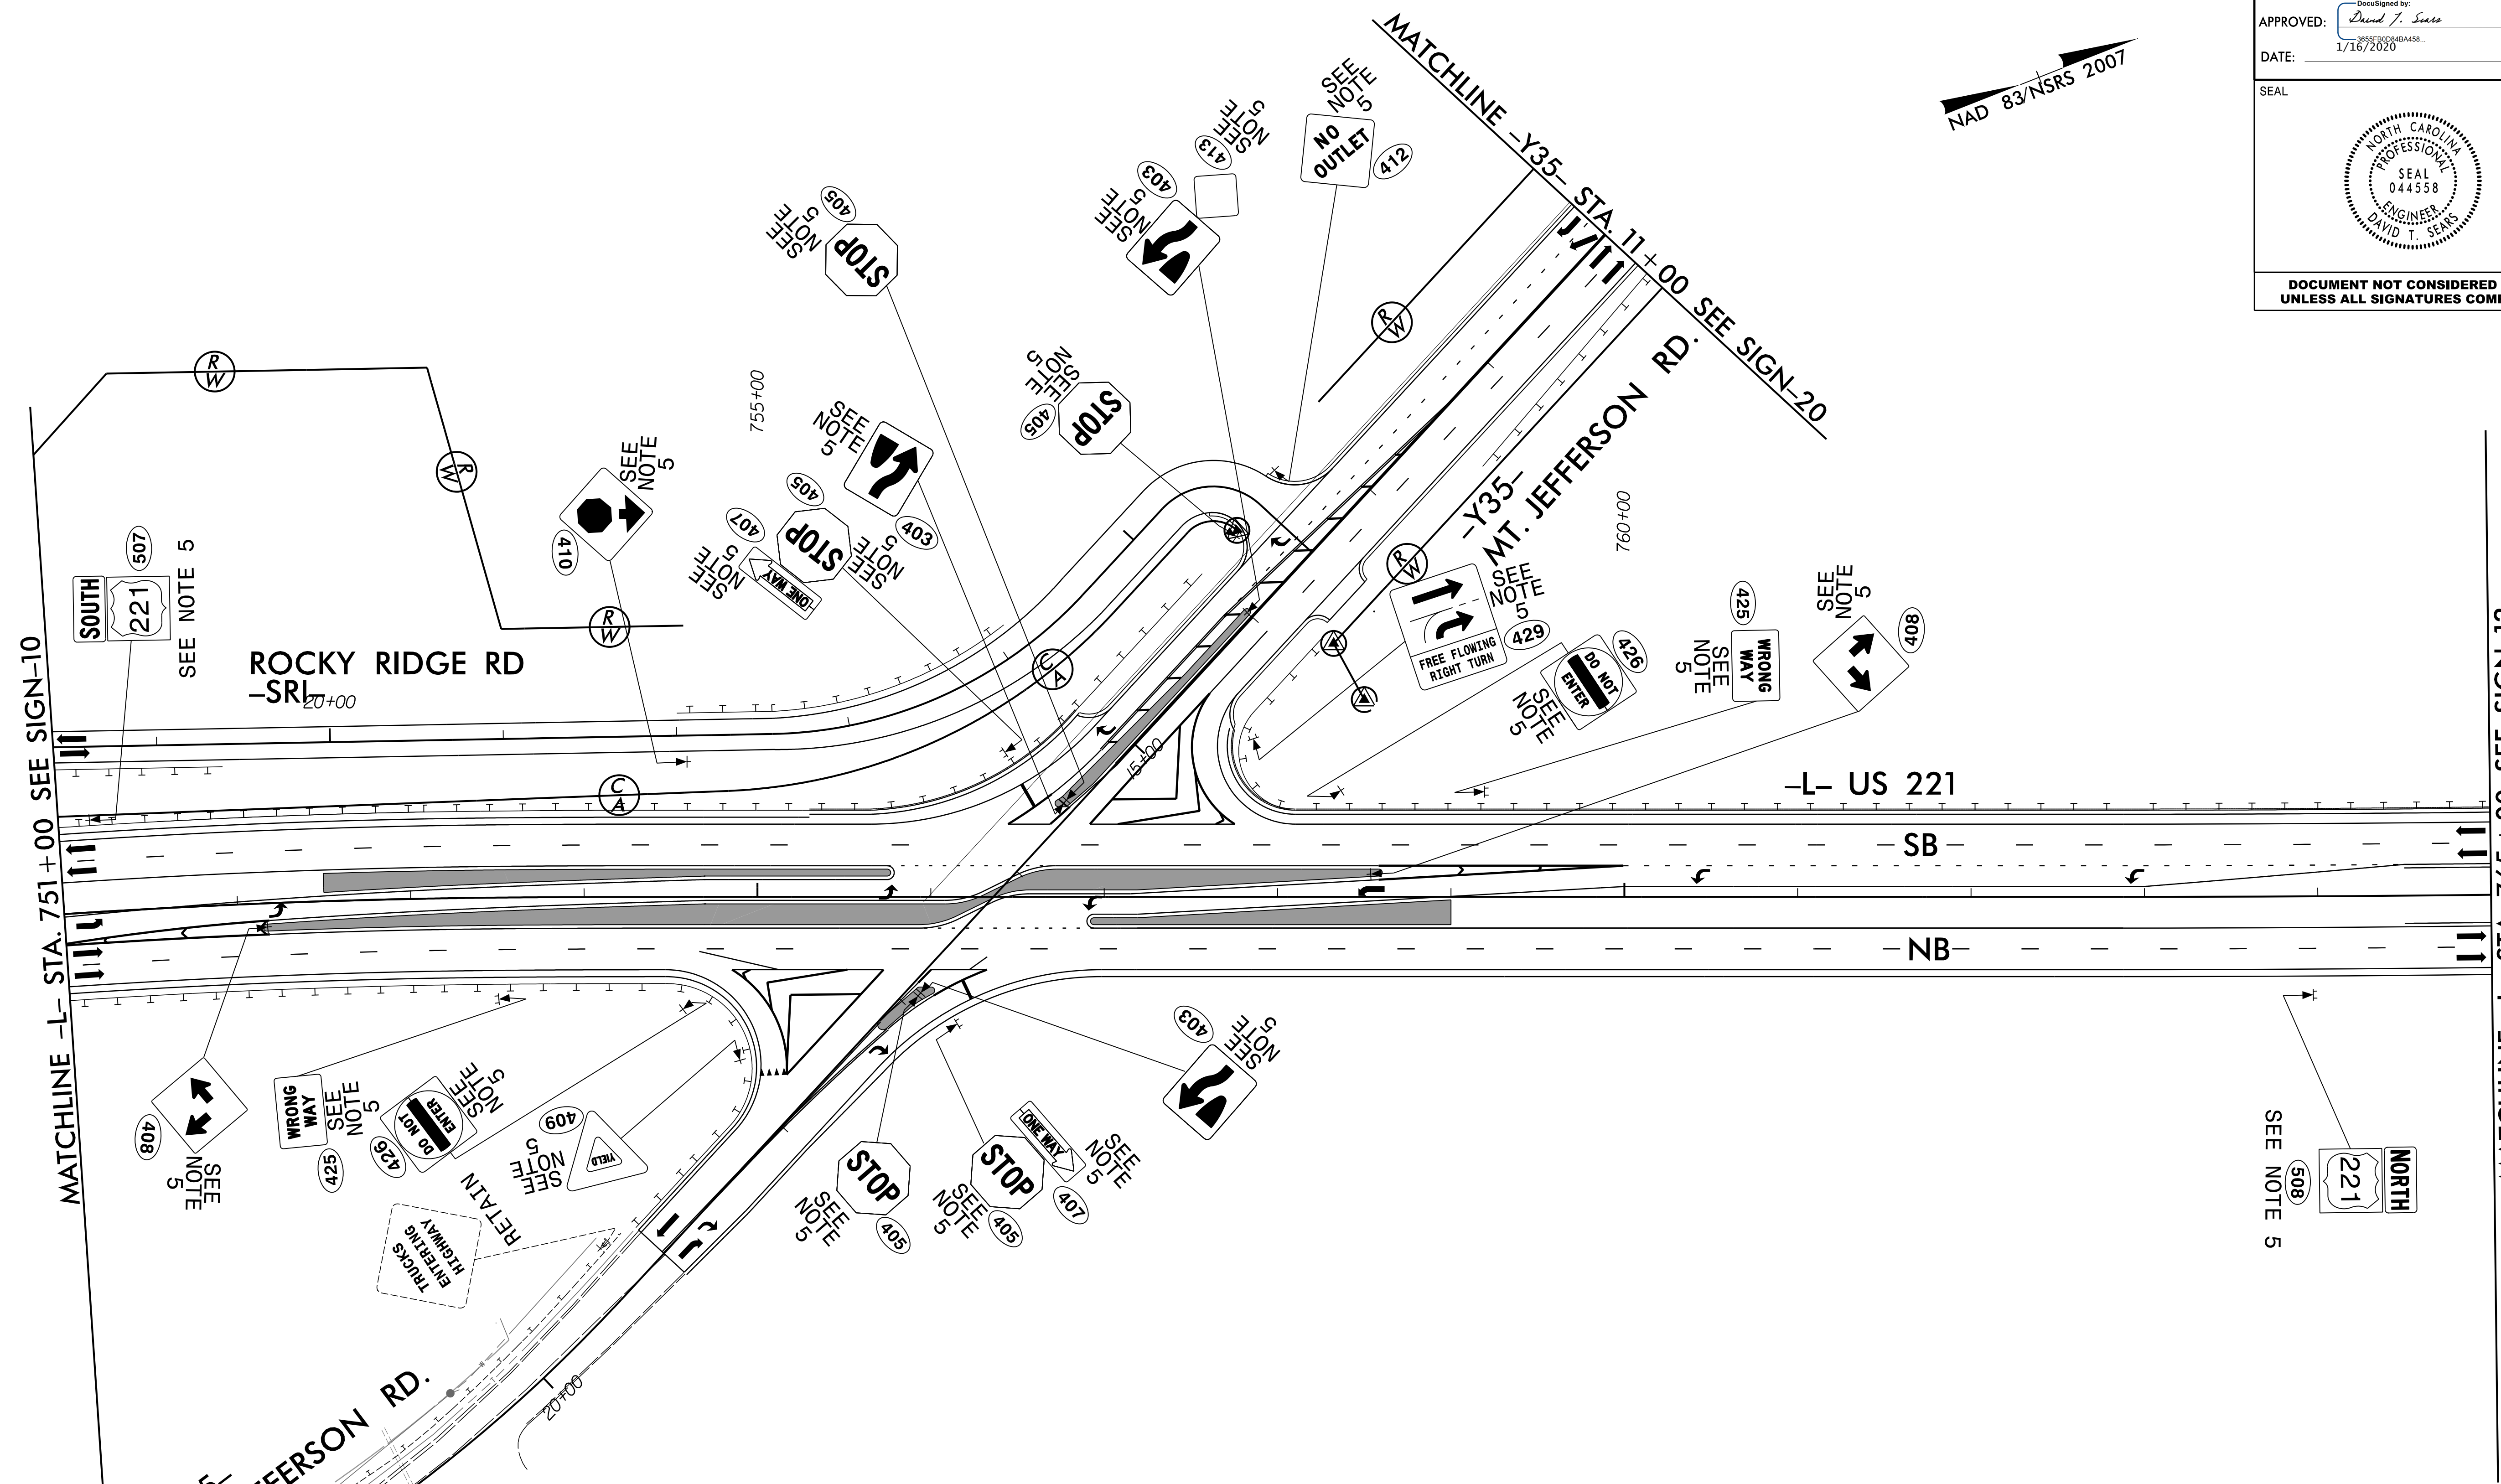 DocuSigned by:
APPROVED:
David T. Sears
3655FB0D84BA458...
1/16/2020
DATE:
SEAL
NORTH CAROLINA
PROFESSIONAL
SEAL
044558
ENGINEER
DAVID T. SEARS
DOCUMENT NOT CONSIDERED
UNLESS ALL SIGNATURES
NAD 83/NSRS 2007
MATCHLINE -Y35- STA. 11+00 SEE SIGN-20
SEE
NOTE
5
NO
OUTLET
412
SEE
NOTE
5
413
403
SEE
NOTE
5
405
STOP
SEE
NOTE
5
SEE
NOTE
5
405
STOP
755+00
SEE
NOTE
5
403
405
STOP
SEE
NOTE
5
407
ONE WAY
SEE
NOTE
5
SEE
NOTE
5
410
R
W
R
W
R
W
R
W
R
W
C
A
C
A
507
SOUTH
221
SEE NOTE 5
ROCKY RIDGE RD
-SRI-
20+00
-Y35-
MT. JEFFERSON RD.
760+00
SEE
NOTE
5
FREE FLOWING
RIGHT TURN
429
DO NOT
ENTER
426
SEE
NOTE
5
425
WRONG
WAY
SEE
NOTE
5
SEE
NOTE
5
408
15+00
-L- US 221
SB
NB
MATCHLINE -L- STA. 751+00 SEE SIGN-10
408
SEE
NOTE
5
WRONG
WAY
425
SEE
NOTE
5
DO NOT
ENTER
426
SEE
NOTE
5
409
YIELD
SEE
NOTE
5
RETAIN
TRUCKS
ENTERING
HIGHWAY
STOP
405
SEE
NOTE
5
STOP
405
SEE
NOTE
5
ONE WAY
407
SEE
NOTE
5
403
SEE
NOTE
5
NORTH
221
508
SEE NOTE 5
20+00
RD.